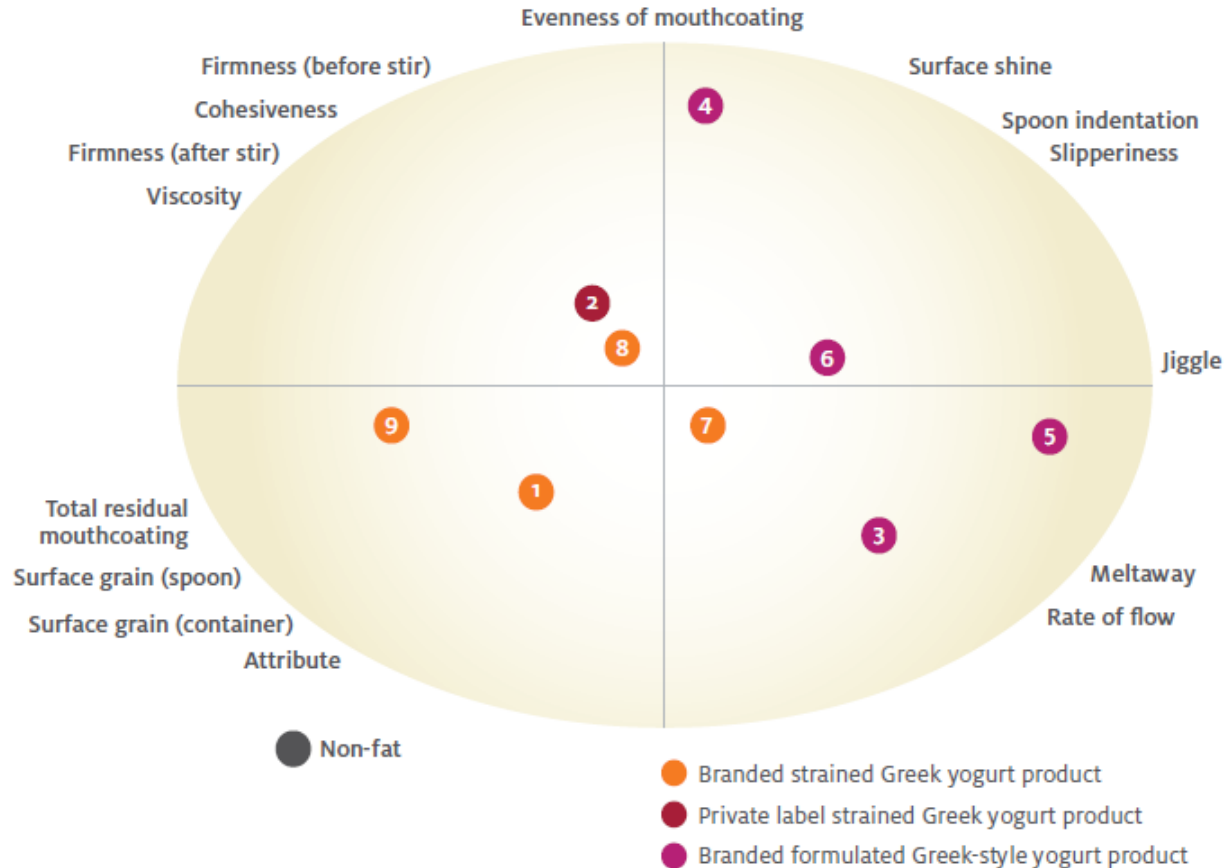 Evenness of mouthcoating
Firmness (before stir)
Surface shine
Cohesiveness
4
Spoon indentation
Firmness (after stir)
Slipperiness
Viscosity
2
8
6
Jiggle
9
7
5
1
Total residual
mouthcoating
3
Surface grain (spoon)
Meltaway
Surface grain (container)
Rate of flow
Attribute
Non-fat
Branded strained Greek yogurt product
Private label strained Greek yogurt product
Branded formulated Greek-style yogurt product